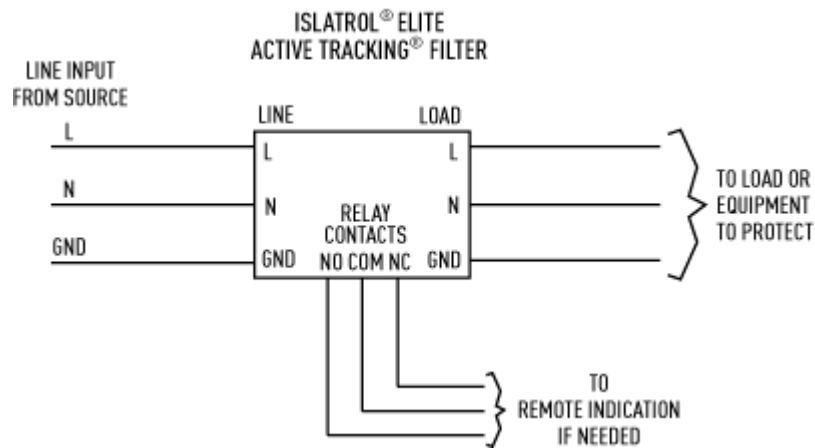 ISLATROL® ELITE
ACTIVE TRACKING® FILTER
LINE INPUT
FROM SOURCE
L
N
GND
LINE
LOAD
L
N
GND
L
N
GND
RELAY
CONTACTS
NO COM NC
TO LOAD OR
EQUIPMENT
TO PROTECT
TO
REMOTE INDICATION
IF NEEDED